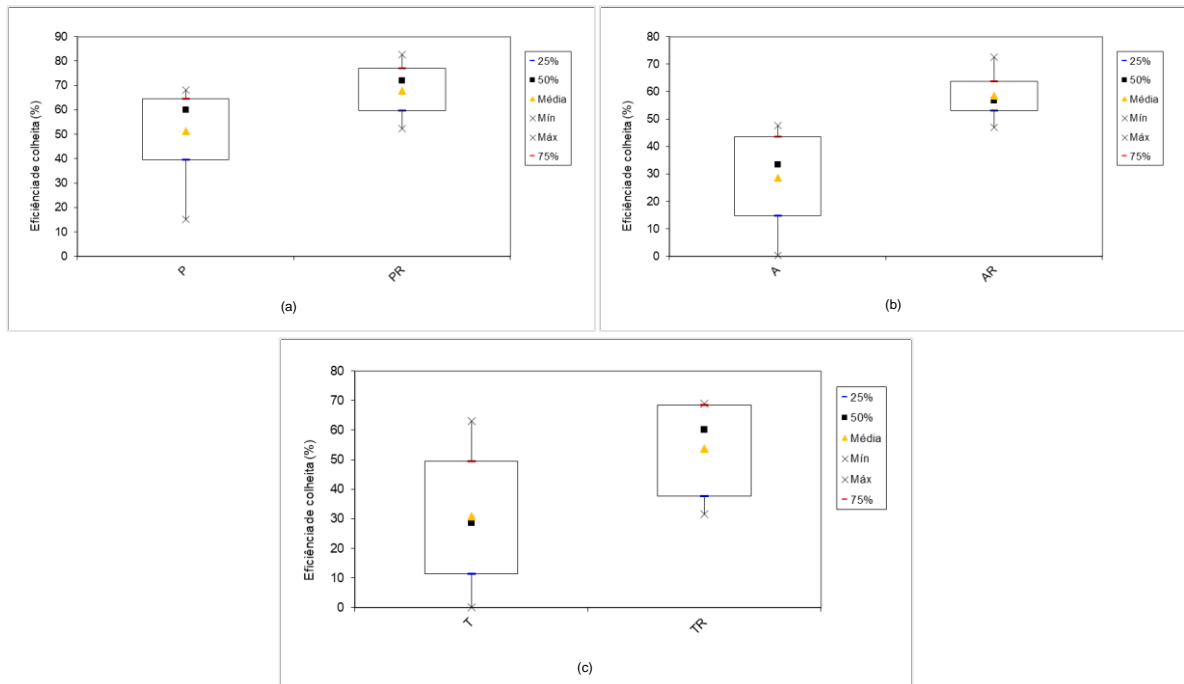 Eficiência de colheita (%)
90
80
70
60
50
40
30
20
10
0
P
PR
25%
50%
Média
Mín
Máx
75%
(a)
Eficiência de colheita (%)
80
70
60
50
40
30
20
10
0
A
AR
25%
50%
Média
Mín
Máx
75%
(b)
Eficiência de colheita (%)
80
70
60
50
40
30
20
10
0
T
TR
25%
50%
Média
Mín
Máx
75%
(c)